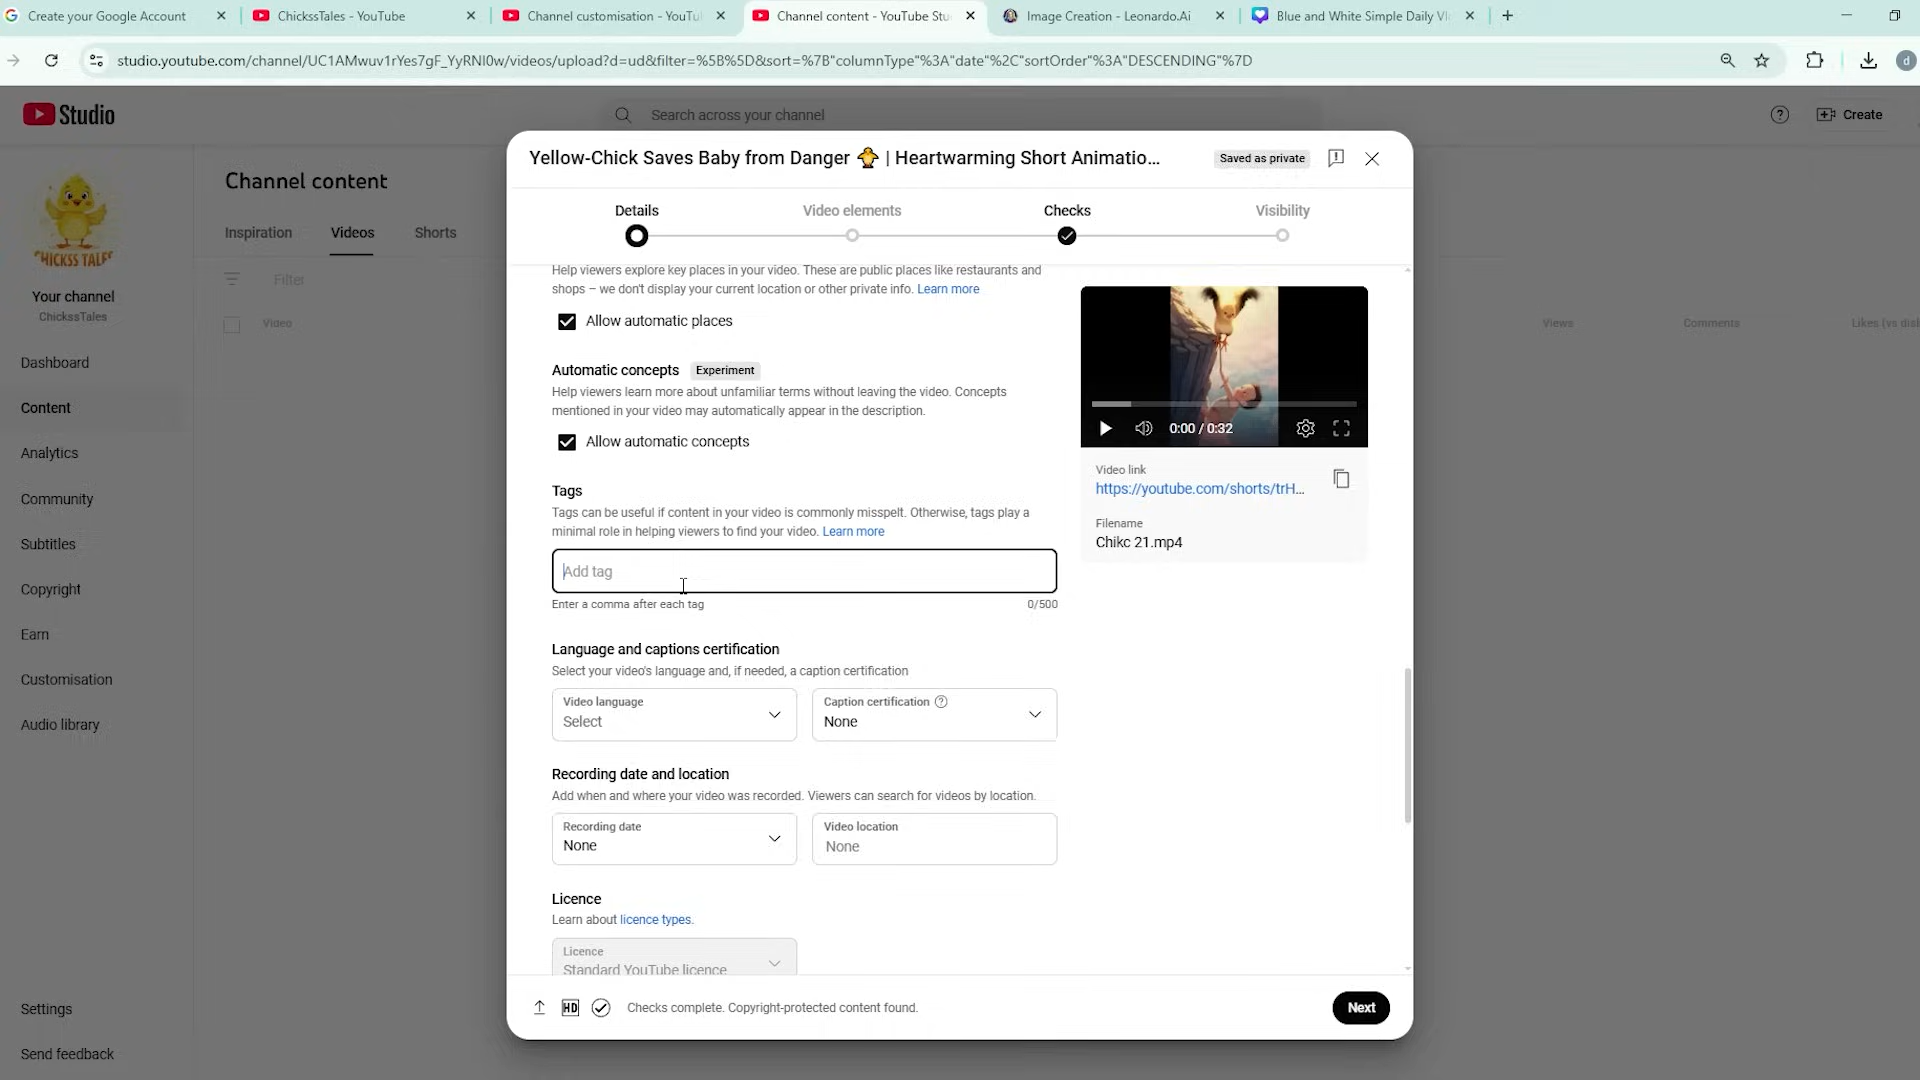 Create your Google Account
ChickssTales - YouTube
Channel customisation - YouTu
Channel content - YouTube Stu
Image Creation - Leonardo.Ai
Blue and White Simple Daily Vl
studio.youtube.com/channel/UC1AMwuv1rYes7gF_YyRNI0w/videos/upload?d=ud&filter=%5B%5D&sort=%7B"columnType"%3A"date"%2C"sortOrder"%3A"DESCENDING"%7D
d
Studio
Search across your channel
Create
CHICKSS TALES
Your channel
ChickssTales
Dashboard
Content
Analytics
Community
Subtitles
Copyright
Earn
Customisation
Audio library
Settings
Send feedback
Channel content
Inspiration
Videos
Shorts
Filter
Video
Views
Comments
Likes (vs disl
Yellow-Chick Saves Baby from Danger 🐥 | Heartwarming Short Animatio...
Saved as private
Details
Video elements
Checks
Visibility
Help viewers explore key places in your video. These are public places like restaurants and
shops – we don't display your current location or other private info. Learn more
Allow automatic places
Automatic concepts
Experiment
Help viewers learn more about unfamiliar terms without leaving the video. Concepts
mentioned in your video may automatically appear in the description.
Allow automatic concepts
Tags
Tags can be useful if content in your video is commonly misspelt. Otherwise, tags play a
minimal role in helping viewers to find your video. Learn more
Add tag
Enter a comma after each tag
0/500
Language and captions certification
Select your video's language and, if needed, a caption certification
Video language
Select
Caption certification
None
Recording date and location
Add when and where your video was recorded. Viewers can search for videos by location.
Recording date
None
Video location
None
Licence
Learn about licence types.
Licence
Standard YouTube licence
0:00 / 0:32
Video link
https://youtube.com/shorts/trH...
Filename
Chikc 21.mp4
HD
Checks complete. Copyright-protected content found.
Next